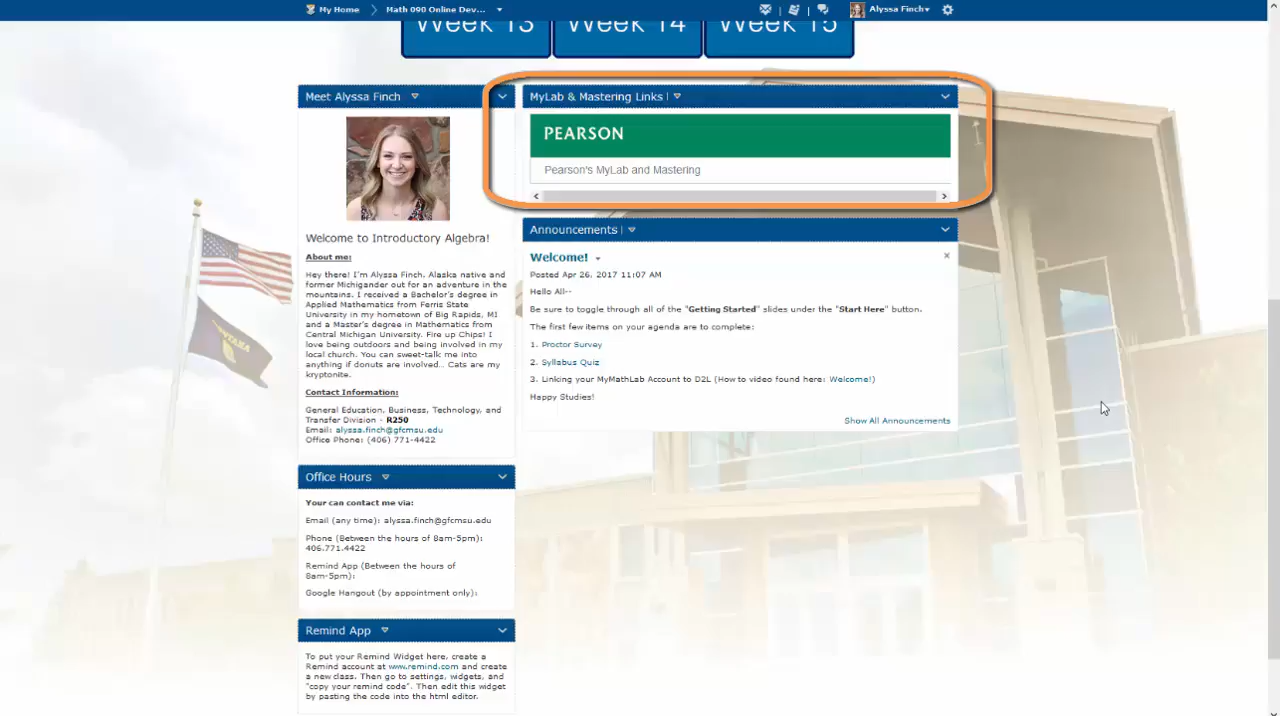 My Home
Math 090 Online Dev...
Alyssa Finch
Week 13
Week 14
Week 15
Meet Alyssa Finch
Welcome to Introductory Algebra!
About me:
Hey there! I'm Alyssa Finch, Alaska native and
former Michigander out for an adventure in the
mountains. I received a Bachelor's degree in
Applied Mathematics from Ferris State
University in my hometown of Big Rapids, MI
and a Master's degree in Mathematics from
Central Michigan University. Fire up Chips! I
love being outdoors and being involved in my
local church. You can sweet-talk me into
anything if donuts are involved... Cats are my
kryptonite.
Contact Information:
General Education, Business, Technology, and
Transfer Division - R250
Email: alyssa.finch@gfcmsu.edu
Office Phone: (406) 771-4422
Office Hours
Your can contact me via:
Email (any time): alyssa.finch@gfcmsu.edu
Phone (Between the hours of 8am-5pm):
406.771.4422
Remind App (Between the hours of
8am-5pm):
Google Hangout (by appointment only):
Remind App
To put your Remind Widget here, create a
Remind account at www.remind.com and create
a new class. Then go to settings, widgets, and
"copy your remind code". Then edit this widget
by pasting the code into the html editor.
MyLab & Mastering Links
PEARSON
Pearson's MyLab and Mastering
Announcements
Welcome!
Posted Apr 26, 2017 11:07 AM
Hello All--
Be sure to toggle through all of the "Getting Started" slides under the "Start Here" button.
The first few items on your agenda are to complete:
1. Proctor Survey
2. Syllabus Quiz
3. Linking your MyMathLab Account to D2L (How to video found here: Welcome!)
Happy Studies!
Show All Announcements